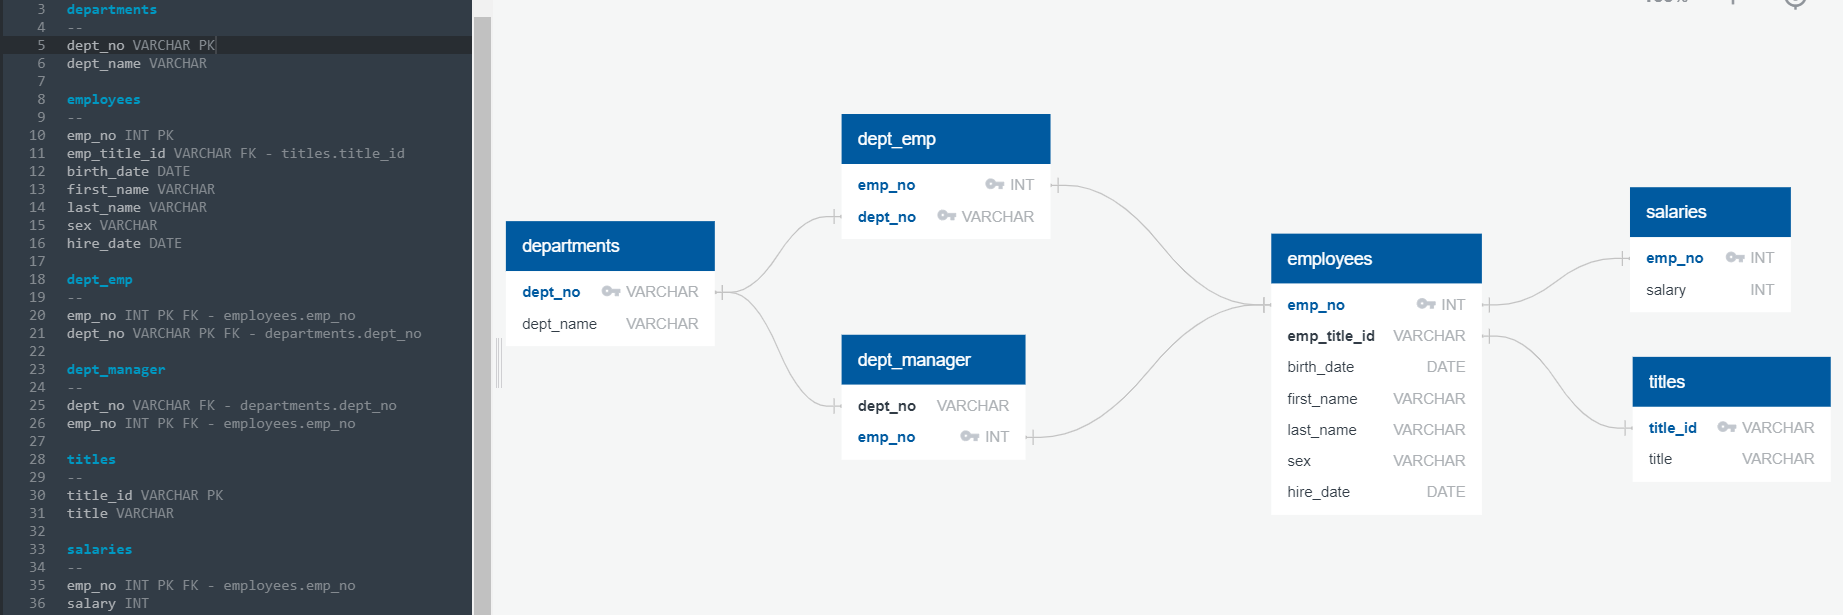 3 departments
4 --
5 dept_no VARCHAR PK
6 dept_name VARCHAR
7
8 employees
9 --
10 emp_no INT PK
11 emp_title_id VARCHAR FK - titles.title_id
12 birth_date DATE
13 first_name VARCHAR
14 last_name VARCHAR
15 sex VARCHAR
16 hire_date DATE
17
18 dept_emp
19 --
20 emp_no INT PK FK - employees.emp_no
21 dept_no VARCHAR PK FK - departments.dept_no
22
23 dept_manager
24 --
25 dept_no VARCHAR FK - departments.dept_no
26 emp_no INT PK FK - employees.emp_no
27
28 titles
29 --
30 title_id VARCHAR PK
31 title VARCHAR
32
33 salaries
34 --
35 emp_no INT PK FK - employees.emp_no
36 salary INT
departments
dept_no VARCHAR
dept_name VARCHAR
dept_emp
emp_no INT
dept_no VARCHAR
dept_manager
dept_no VARCHAR
emp_no INT
employees
emp_no INT
emp_title_id VARCHAR
birth_date DATE
first_name VARCHAR
last_name VARCHAR
sex VARCHAR
hire_date DATE
salaries
emp_no INT
salary INT
titles
title_id VARCHAR
title VARCHAR